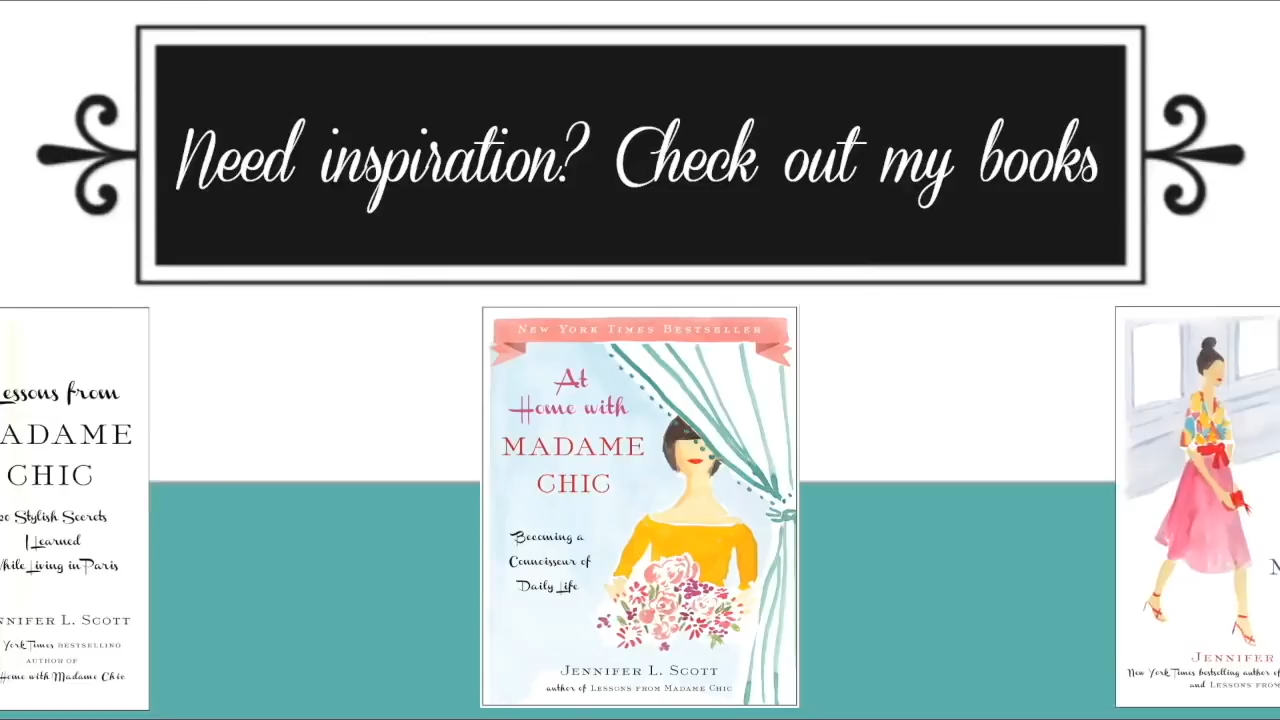 Need inspiration? Check out my books
essons from
ADAME
CHIC
20 Stylish Secrets
I Learned
While Living in Paris
NNIFER L. SCOTT
York Times BESTSELLING
AUTHOR OF
Home with Madame Chic
NEW YORK TIMES BESTSELLER
At
Home with
MADAME
CHIC
Becoming a
Connoisseur of
Daily Life
JENNIFER L. SCOTT
author of LESSONS FROM MADAME CHIC
JENNIFER
New York Times bestselling author of
and LESSONS FROM